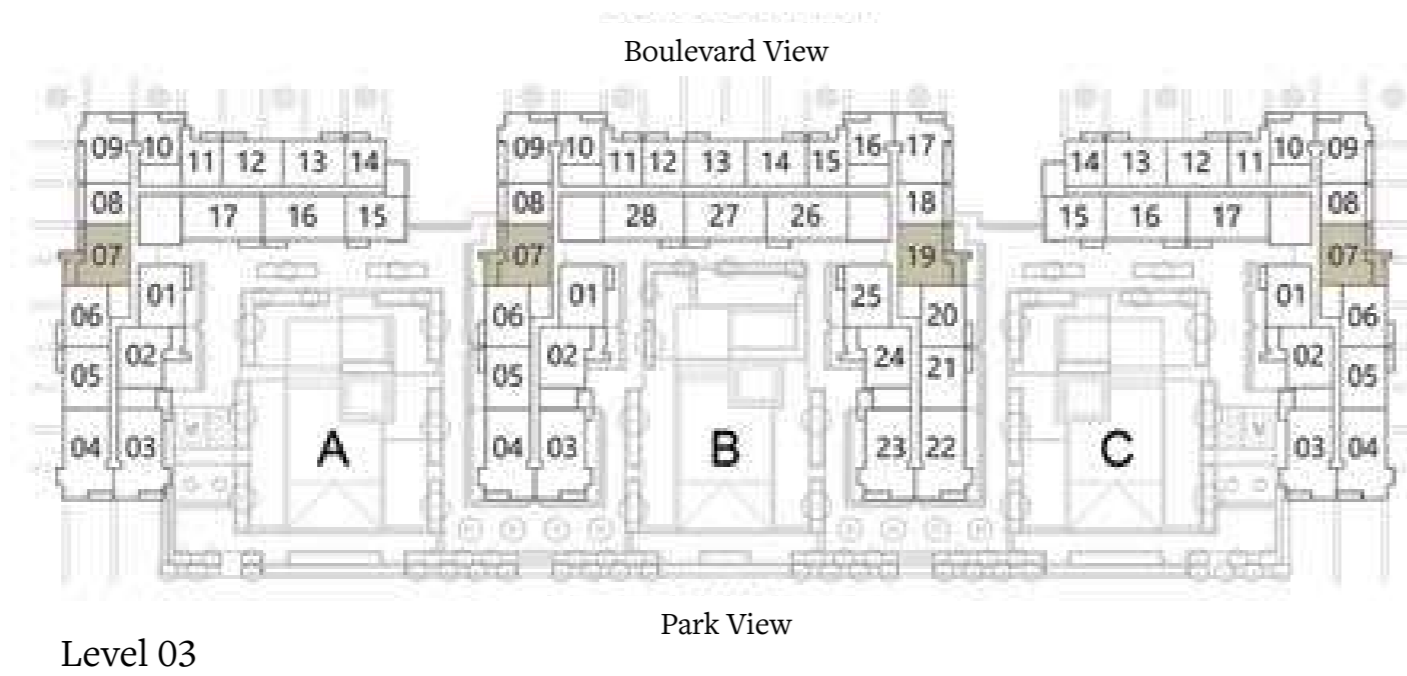 Boulevard View
09 10 11 12 13 14 09 10 11 12 13 14 15 16 17 14 13 12 11 10 09
08 17 16 15 08 28 27 26 18 15 16 17 08
07 07 19 07
01 01 25 01
06 06 20 06
02 02 24 02
05 05 21 05
04 03 A 04 03 B 23 22 C 03 04
Park View
Level 03